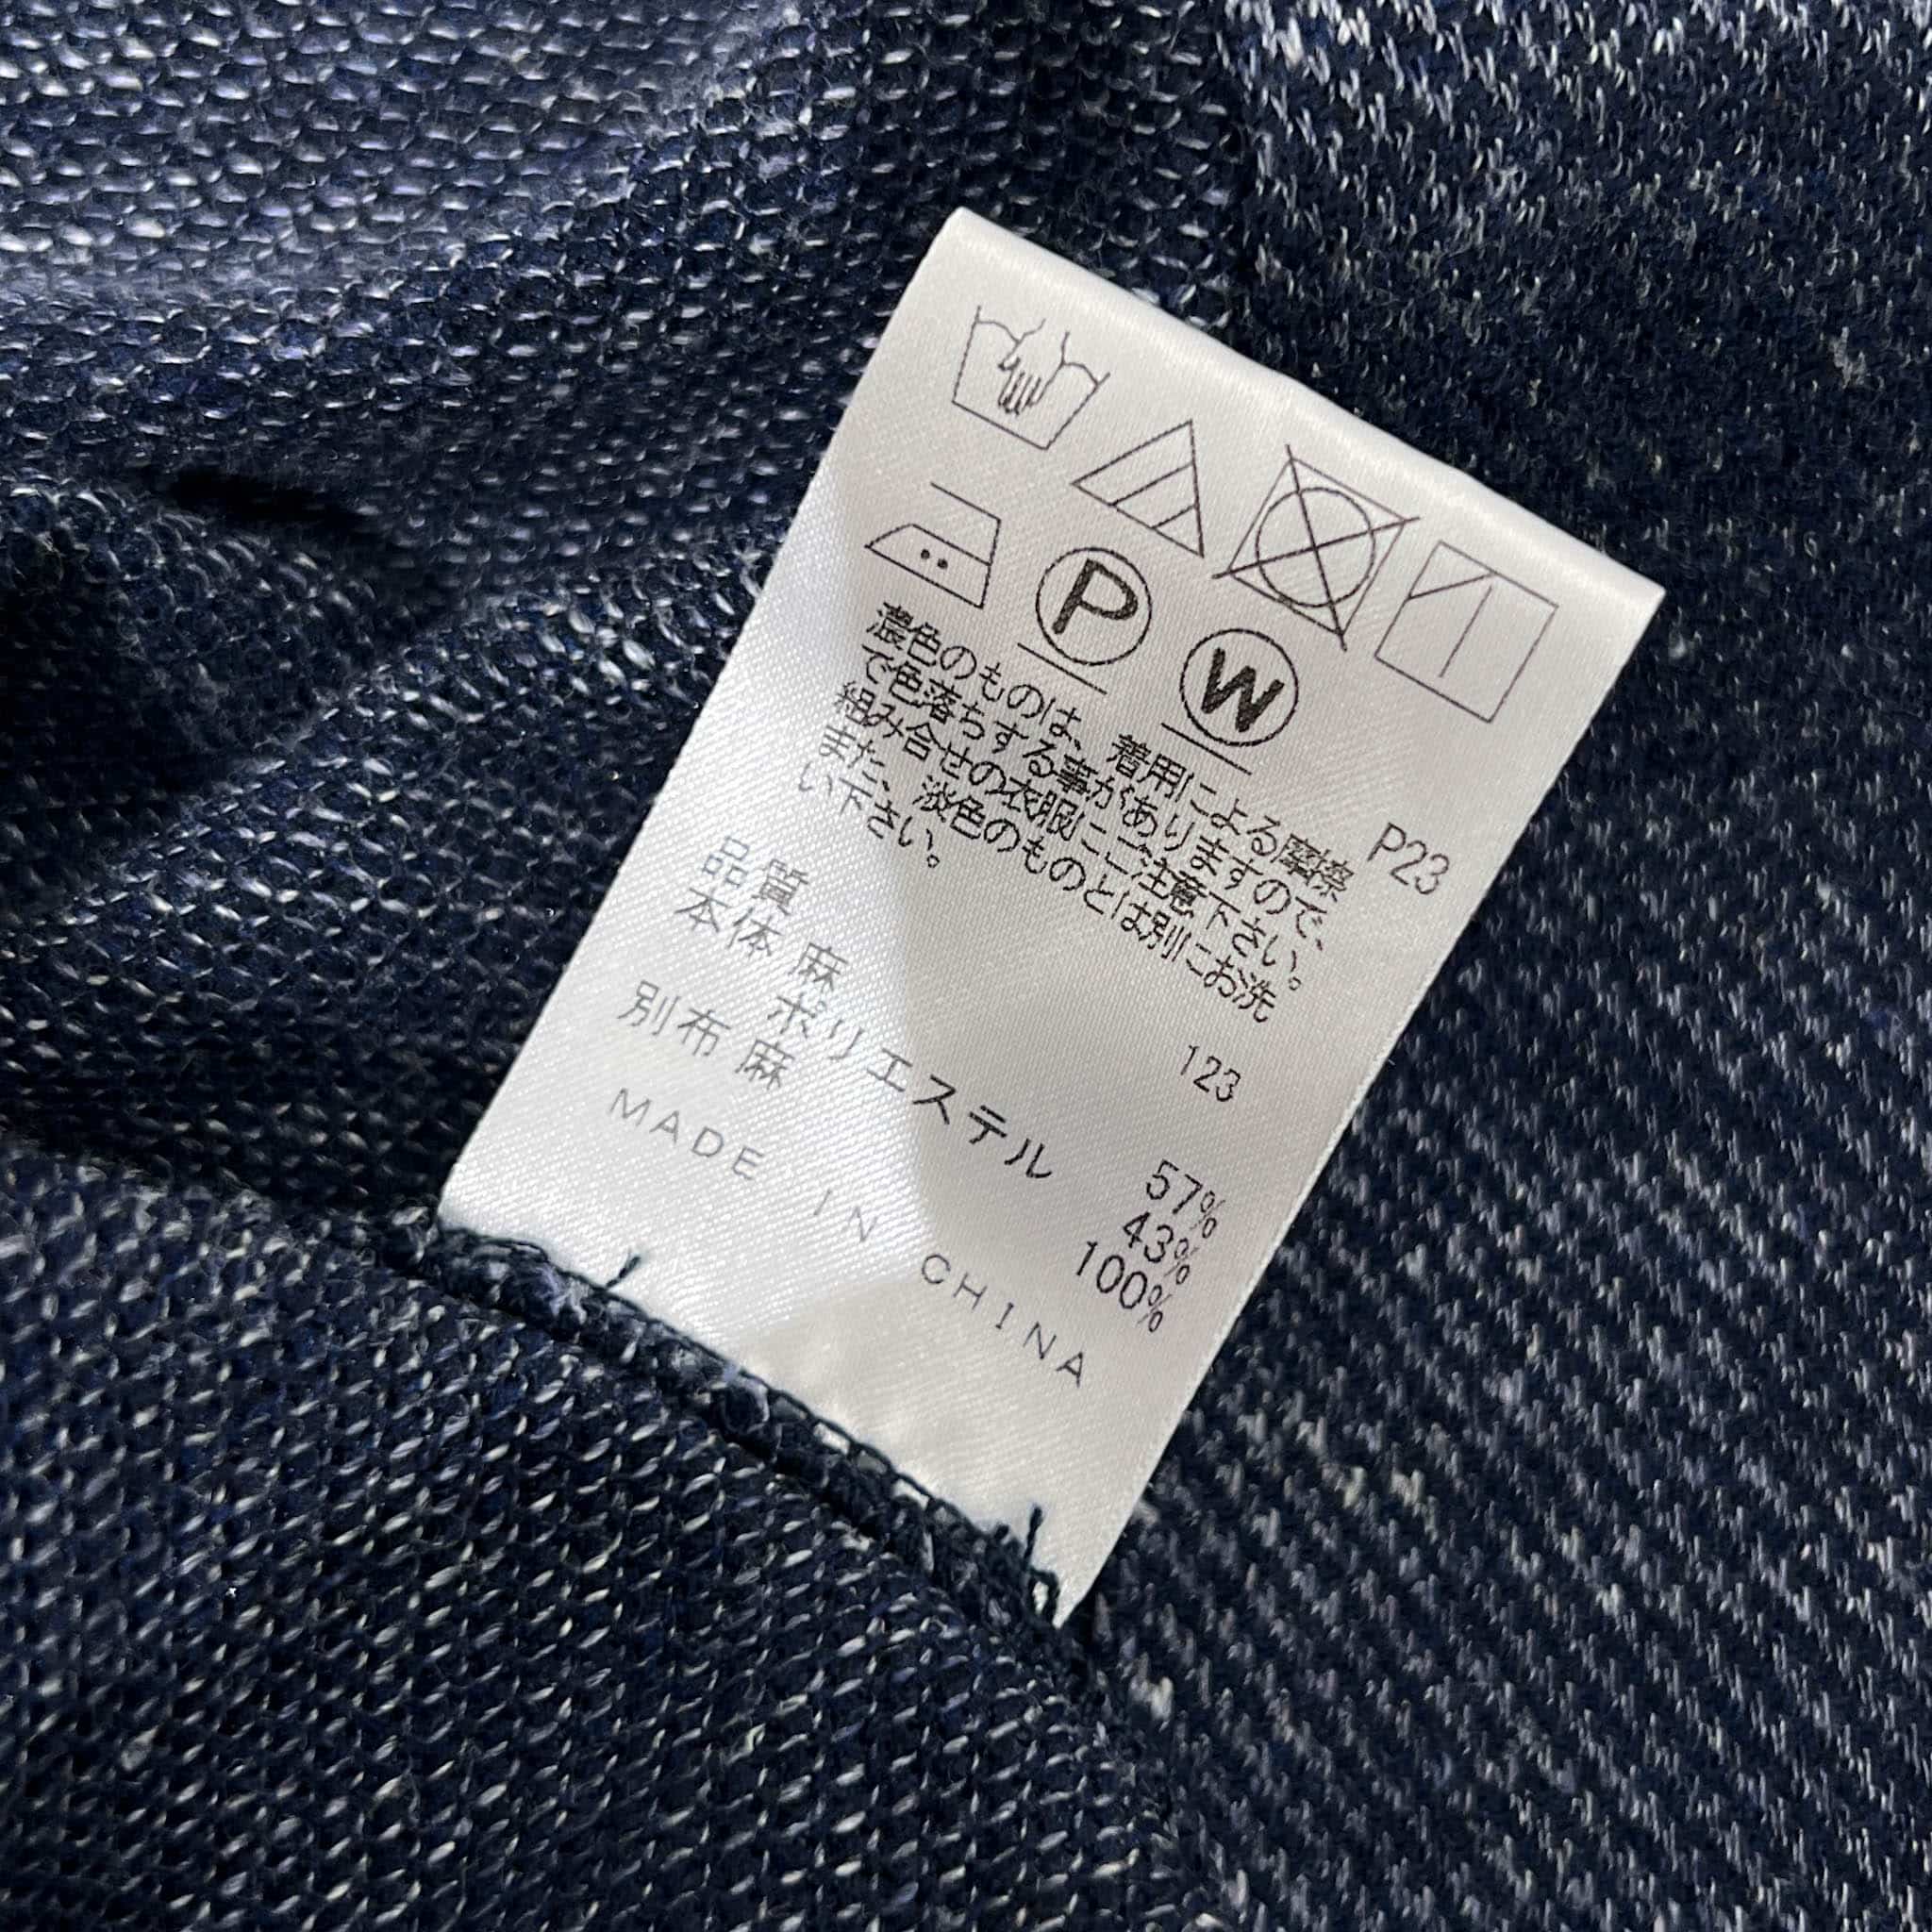 P
W
濃色のものは、着用による摩擦
で色落ちする事がありますので、
組み合せの衣服にご注意下さい。
また、淡色のものとは別にお洗
い下さい。
P23
123
品質
本体 麻 57%
ポリエステル 43%
別布 麻 100%
MADE IN CHINA